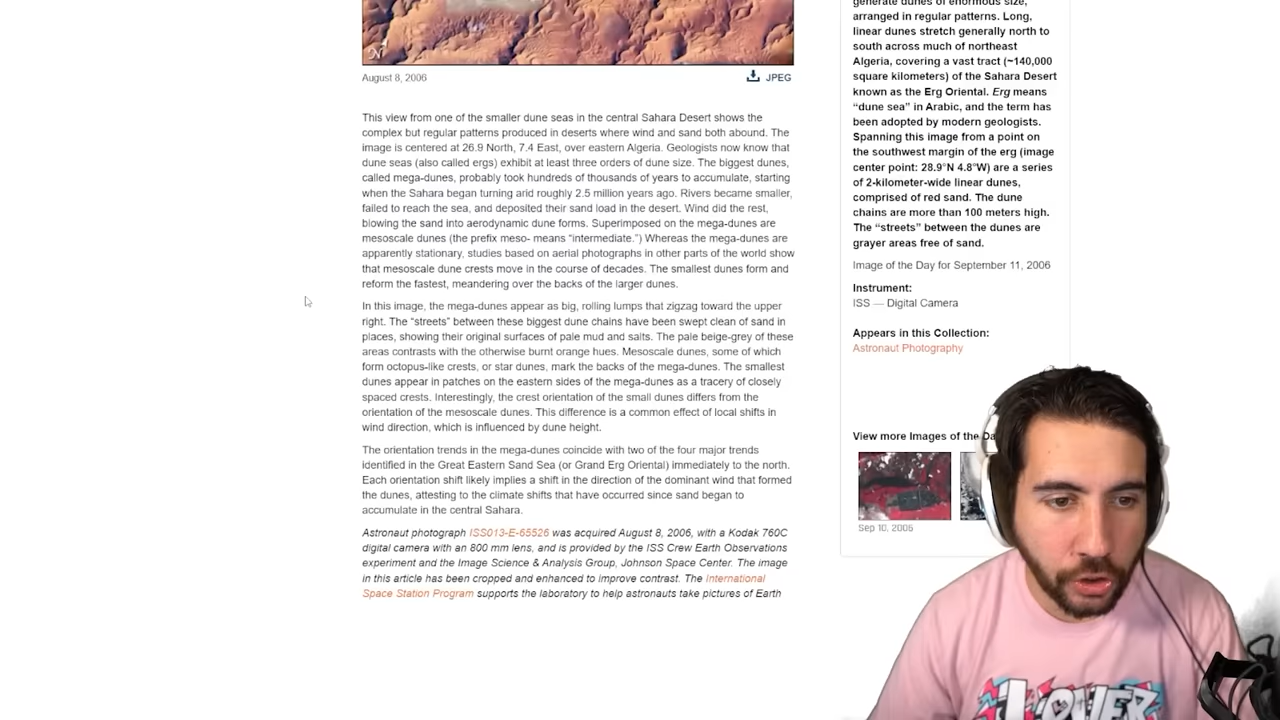 N
August 8, 2006
JPEG
This view from one of the smaller dune seas in the central Sahara Desert shows the
complex but regular patterns produced in deserts where wind and sand both abound. The
image is centered at 26.9 North, 7.4 East, over eastern Algeria. Geologists now know that
dune seas (also called ergs) exhibit at least three orders of dune size. The biggest dunes,
called mega-dunes, probably took hundreds of thousands of years to accumulate, starting
when the Sahara began turning arid roughly 2.5 million years ago. Rivers became smaller,
failed to reach the sea, and deposited their sand load in the desert. Wind did the rest,
blowing the sand into aerodynamic dune forms. Superimposed on the mega-dunes are
mesoscale dunes (the prefix meso- means “intermediate.”) Whereas the mega-dunes are
apparently stationary, studies based on aerial photographs in other parts of the world show
that mesoscale dune crests move in the course of decades. The smallest dunes form and
reform the fastest, meandering over the backs of the larger dunes.
In this image, the mega-dunes appear as big, rolling lumps that zigzag toward the upper
right. The “streets” between these biggest dune chains have been swept clean of sand in
places, showing their original surfaces of pale mud and salts. The pale beige-grey of these
areas contrasts with the otherwise burnt orange hues. Mesoscale dunes, some of which
form octopus-like crests, or star dunes, mark the backs of the mega-dunes. The smallest
dunes appear in patches on the eastern sides of the mega-dunes as a tracery of closely
spaced crests. Interestingly, the crest orientation of the small dunes differs from the
orientation of the mesoscale dunes. This difference is a common effect of local shifts in
wind direction, which is influenced by dune height.
The orientation trends in the mega-dunes coincide with two of the four major trends
identified in the Great Eastern Sand Sea (or Grand Erg Oriental) immediately to the north.
Each orientation shift likely implies a shift in the direction of the dominant wind that formed
the dunes, attesting to the climate shifts that have occurred since sand began to
accumulate in the central Sahara.
Astronaut photograph ISS013-E-65526 was acquired August 8, 2006, with a Kodak 760C
digital camera with an 800 mm lens, and is provided by the ISS Crew Earth Observations
experiment and the Image Science & Analysis Group, Johnson Space Center. The image
in this article has been cropped and enhanced to improve contrast. The International
Space Station Program supports the laboratory to help astronauts take pictures of Earth
generate dunes of enormous size,
arranged in regular patterns. Long,
linear dunes stretch generally north to
south across much of northeast
Algeria, covering a vast tract (~140,000
square kilometers) of the Sahara Desert
known as the Erg Oriental. Erg means
“dune sea” in Arabic, and the term has
been adopted by modern geologists.
Spanning this image from a point on
the southwest margin of the erg (image
center point: 28.9°N 4.8°W) are a series
of 2-kilometer-wide linear dunes,
comprised of red sand. The dune
chains are more than 100 meters high.
The “streets” between the dunes are
grayer areas free of sand.
Image of the Day for September 11, 2006
Instrument:
ISS — Digital Camera
Appears in this Collection:
Astronaut Photography
View more Images of the Da
Sep 10, 2006